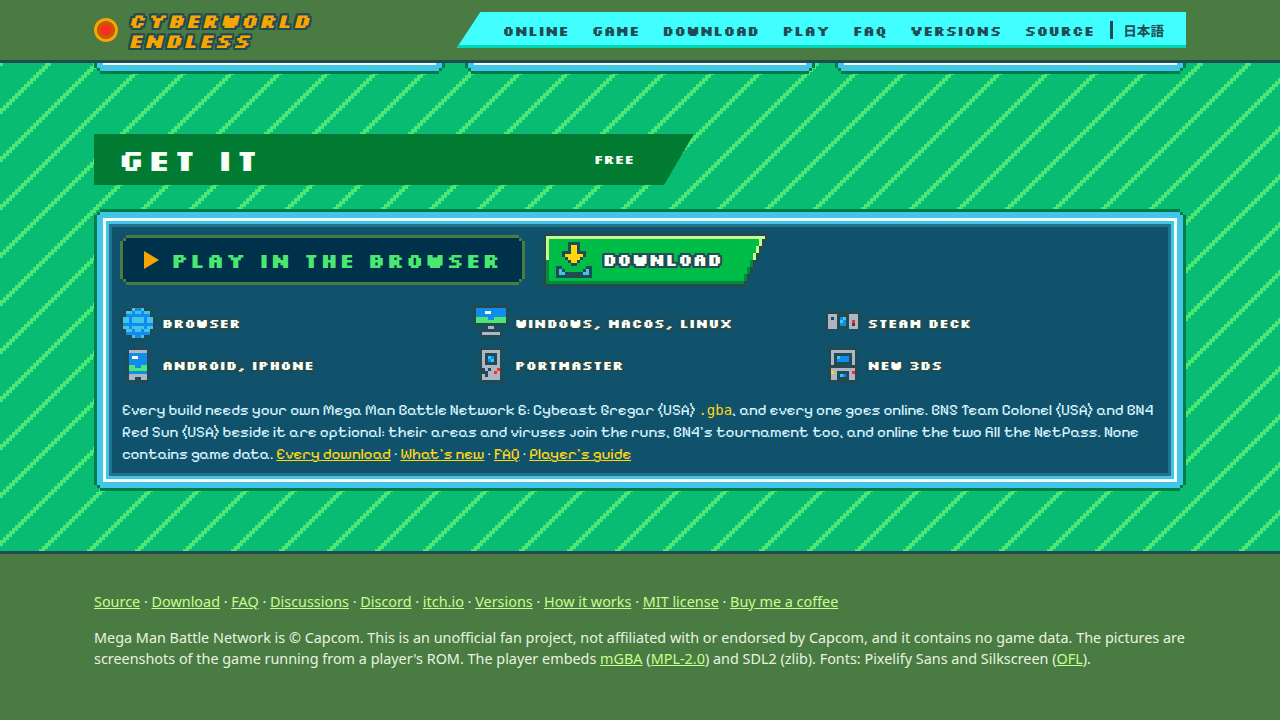 CYBERWORLD
ENDLESS
ONLINE GAME DOWNLOAD PLAY FAQ VERSIONS SOURCE 日本語
GET IT
FREE
PLAY IN THE BROWSER
DOWNLOAD
BROWSER
WINDOWS, MACOS, LINUX
STEAM DECK
ANDROID, IPHONE
PORTMASTER
NEW 3DS
Every build needs your own Mega Man Battle Network 6: Cybeast Gregar (USA) .gba, and every one goes online. BN5 Team Colonel (USA) and BN4
Red Sun (USA) beside it are optional: their areas and viruses join the runs, BN4's tournament too, and online the two fill the NetPass. None
contains game data. Every download · What's new · FAQ · Player's guide
Source · Download · FAQ · Discussions · Discord · itch.io · Versions · How it works · MIT license · Buy me a coffee
Mega Man Battle Network is © Capcom. This is an unofficial fan project, not affiliated with or endorsed by Capcom, and it contains no game data. The pictures are
screenshots of the game running from a player's ROM. The player embeds mGBA (MPL-2.0) and SDL2 (zlib). Fonts: Pixelify Sans and Silkscreen (OFL).